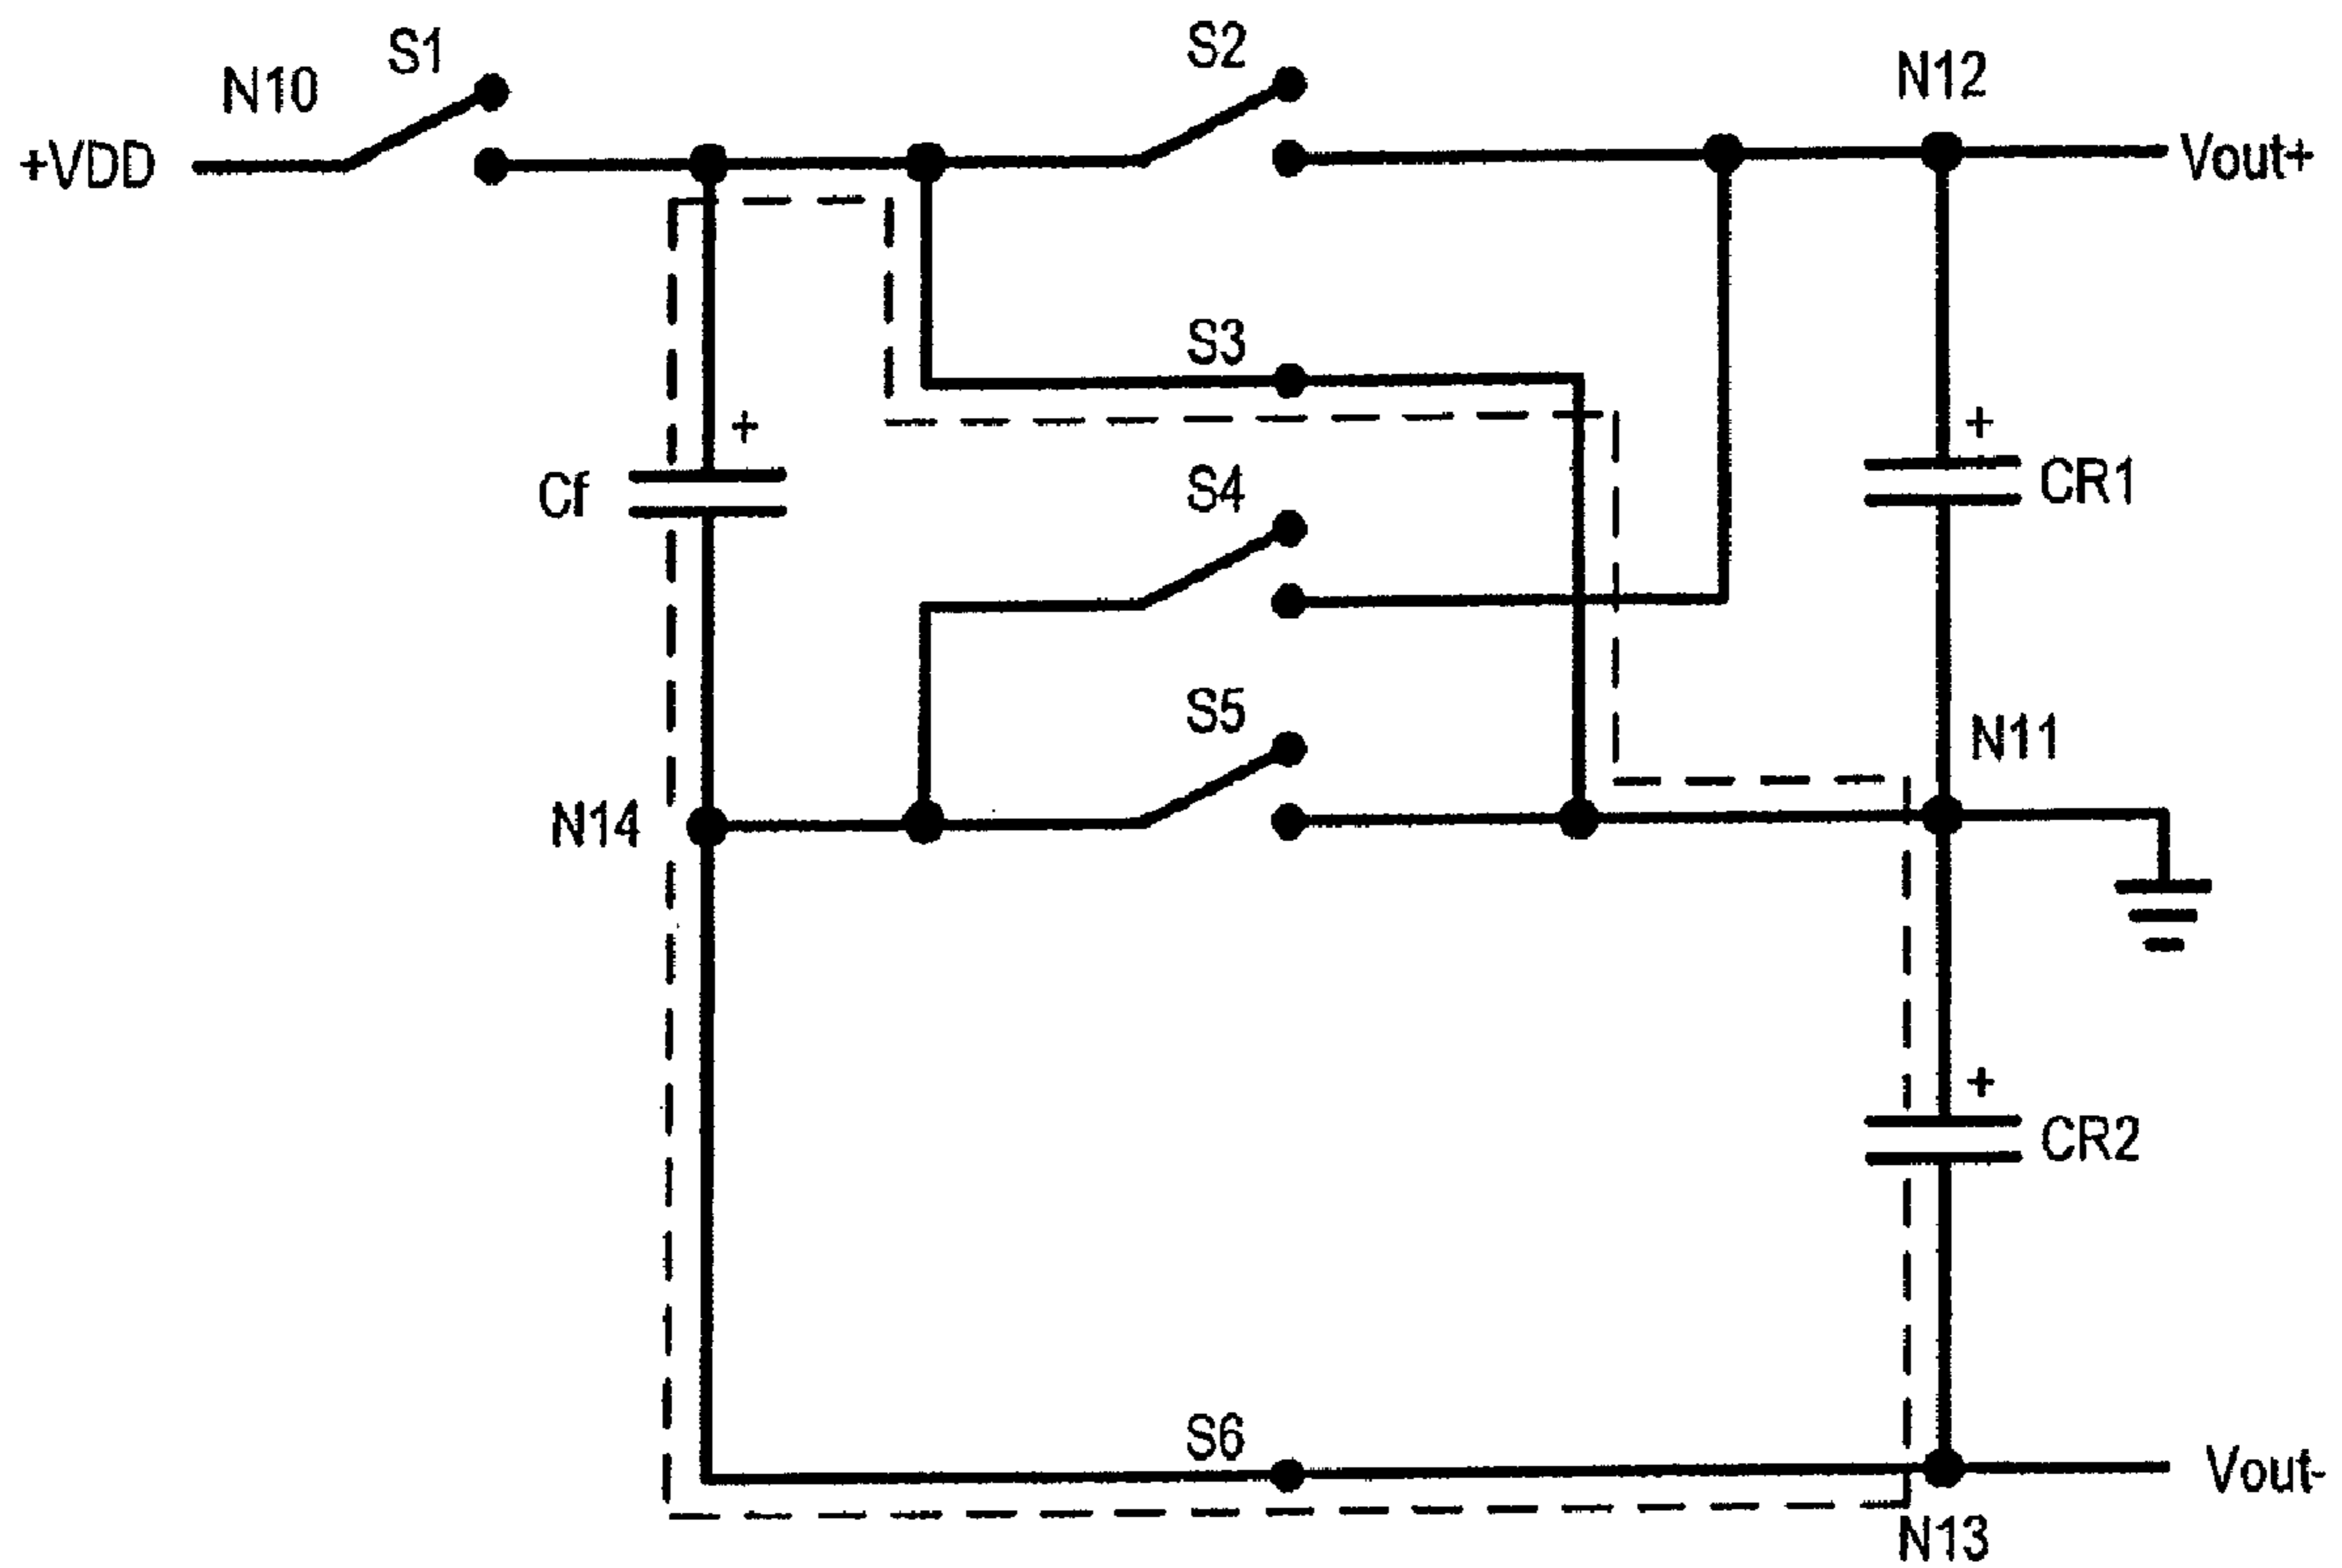 S1
S2
N10
N12
+VDD
Vout+
S3
+
+
Cf
S4
CR1
S5
N11
N14
+
CR2
S6
Vout-
N13